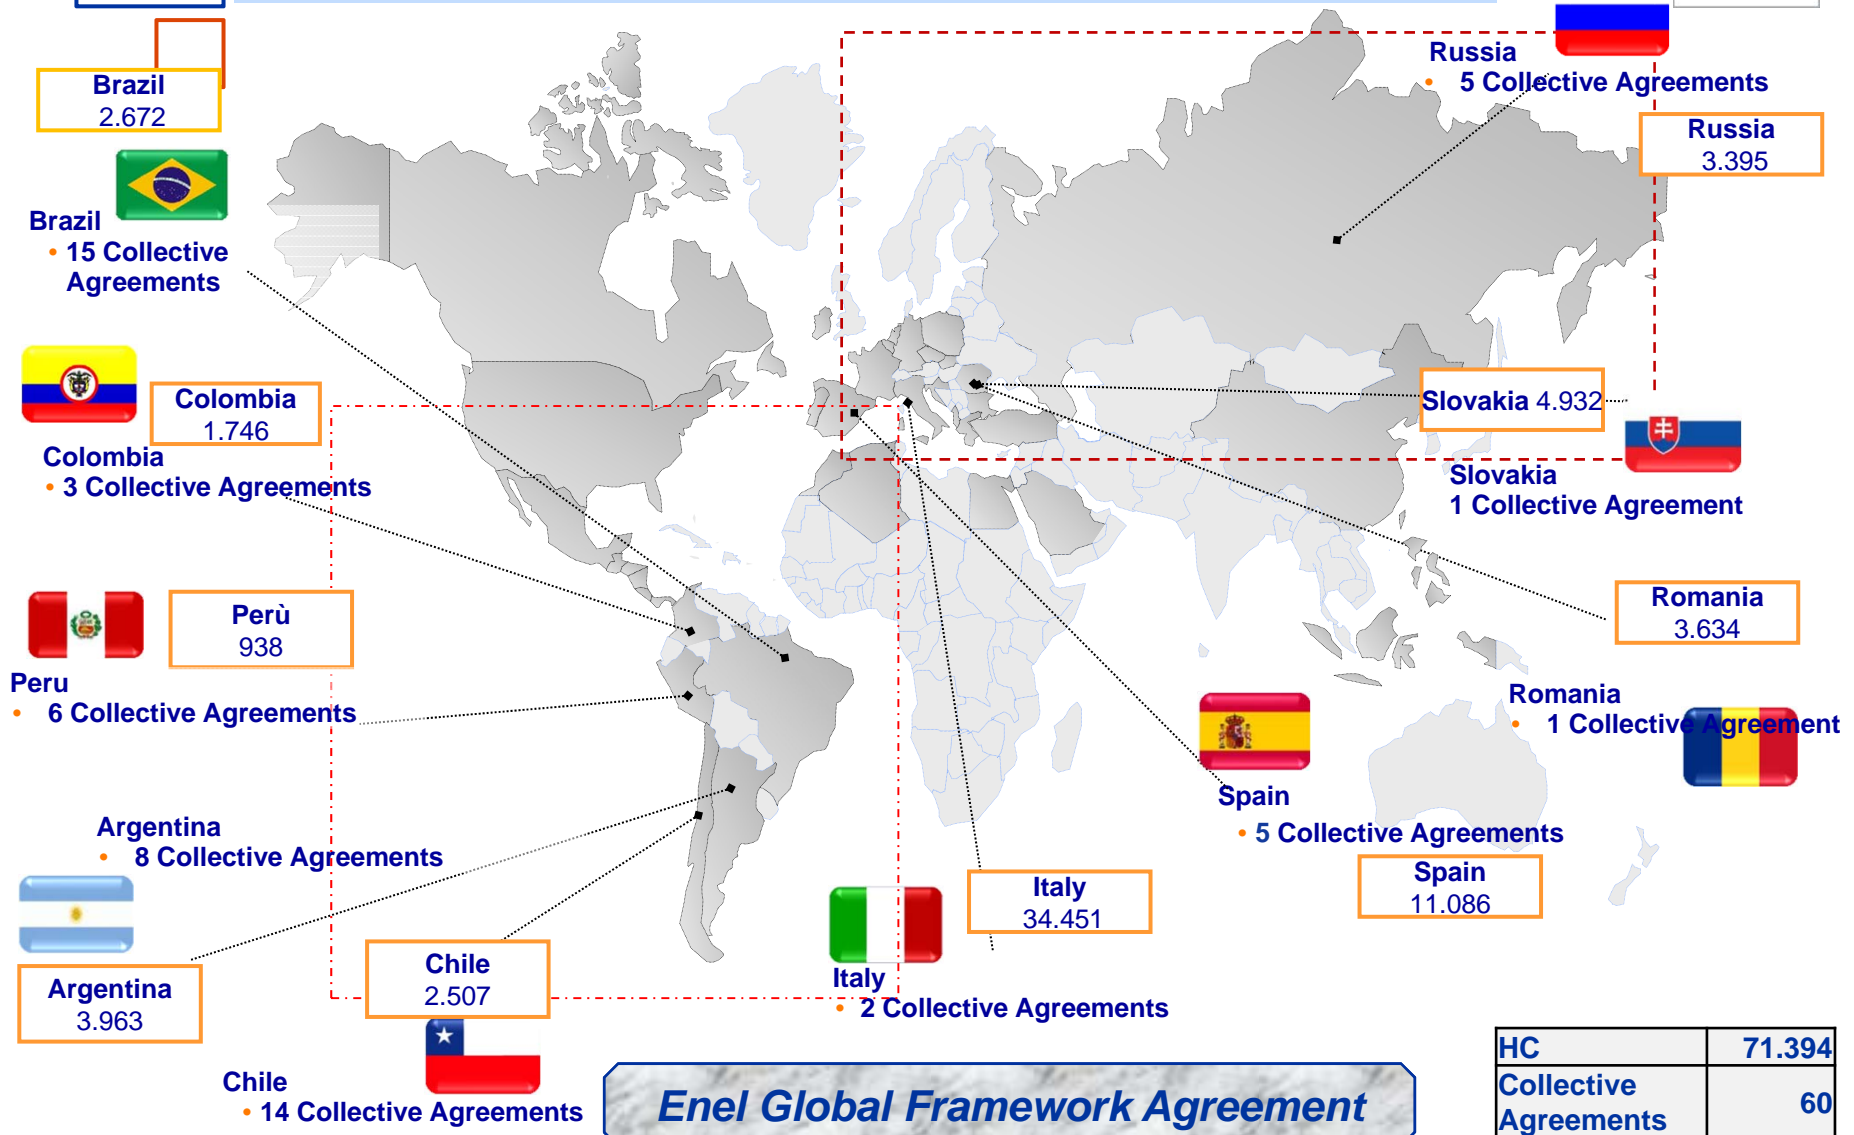 Brazil
2.672
Brazil
• 15 Collective
Agreements
Colombia
1.746
Colombia
• 3 Collective Agreements
Perù
938
Peru
• 6 Collective Agreements
Argentina
• 8 Collective Agreements
Argentina
3.963
Chile
2.507
Chile
• 14 Collective Agreements
Italy
34.451
Italy
• 2 Collective Agreements
Russia
• 5 Collective Agreements
Russia
3.395
Slovakia 4.932
Slovakia
1 Collective Agreement
Romania
3.634
Romania
• 1 Collective Agreement
Spain
• 5 Collective Agreements
Spain
11.086
Enel Global Framework Agreement
HC 71.394
Collective
Agreements 60